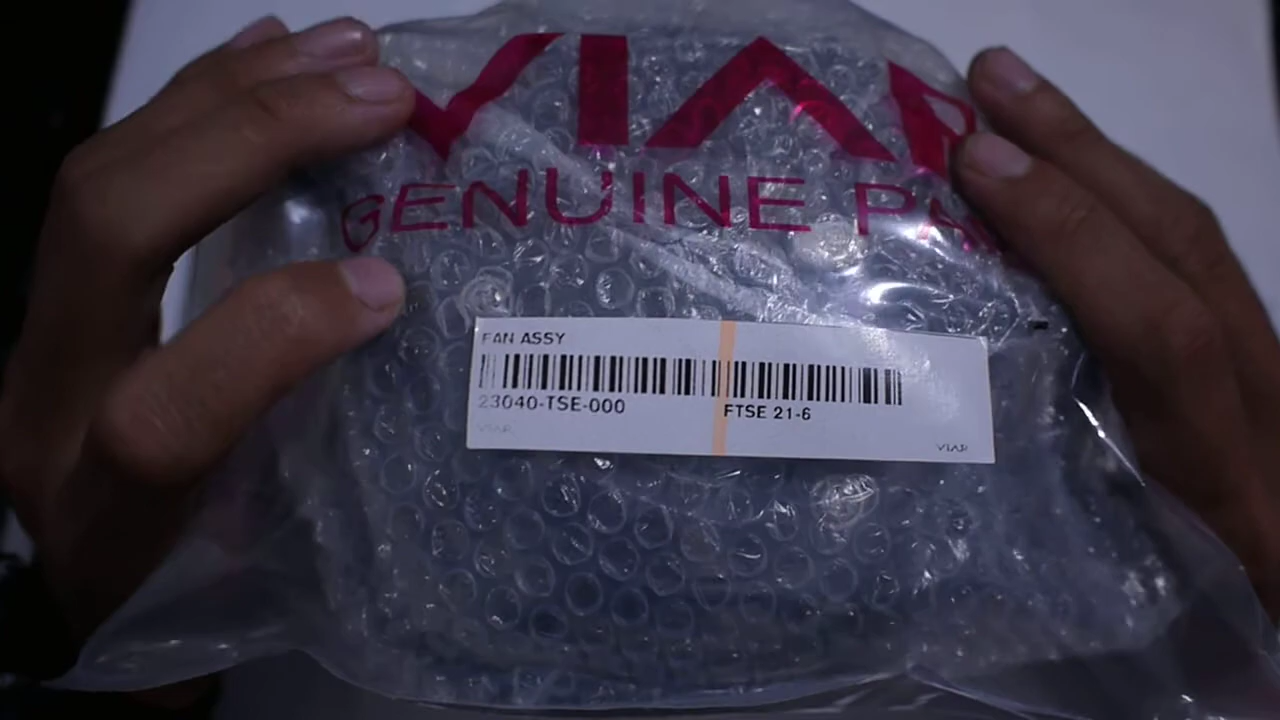 VIAR
GENUINE PA
FAN ASSY
23040-TSE-000 FTSE 21-6
VIAR VIAR